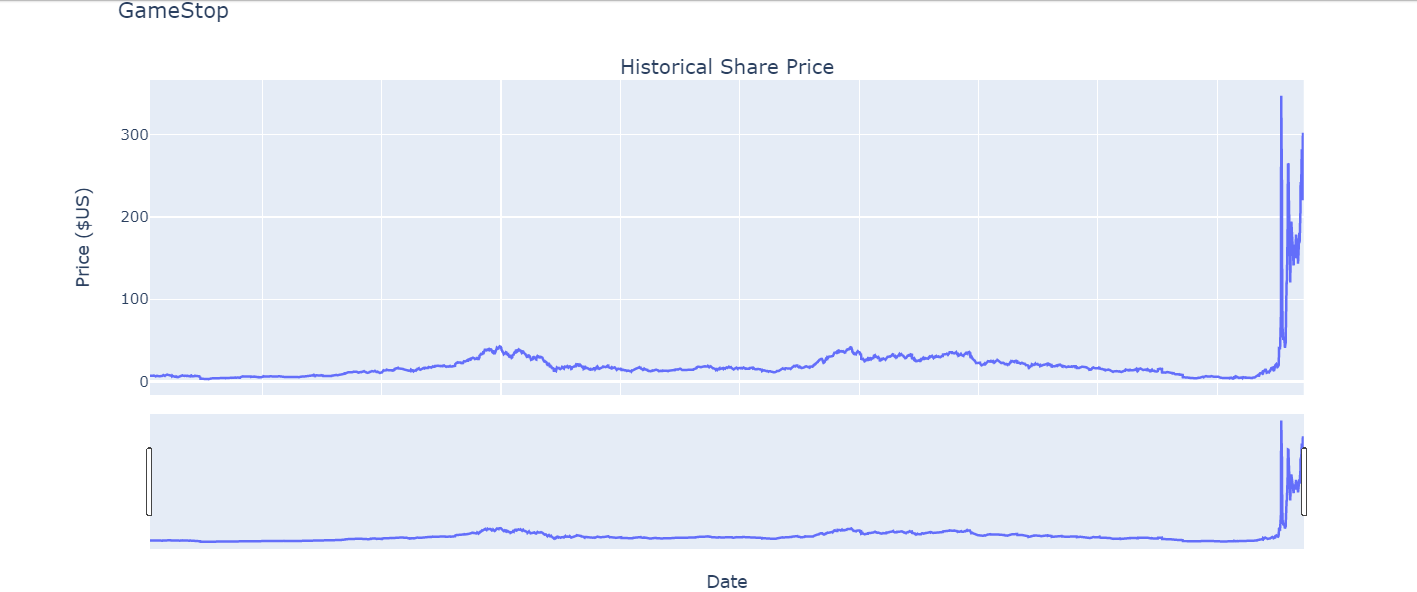 GameStop
Historical Share Price
300
200
100
0
Price ($US)
Date